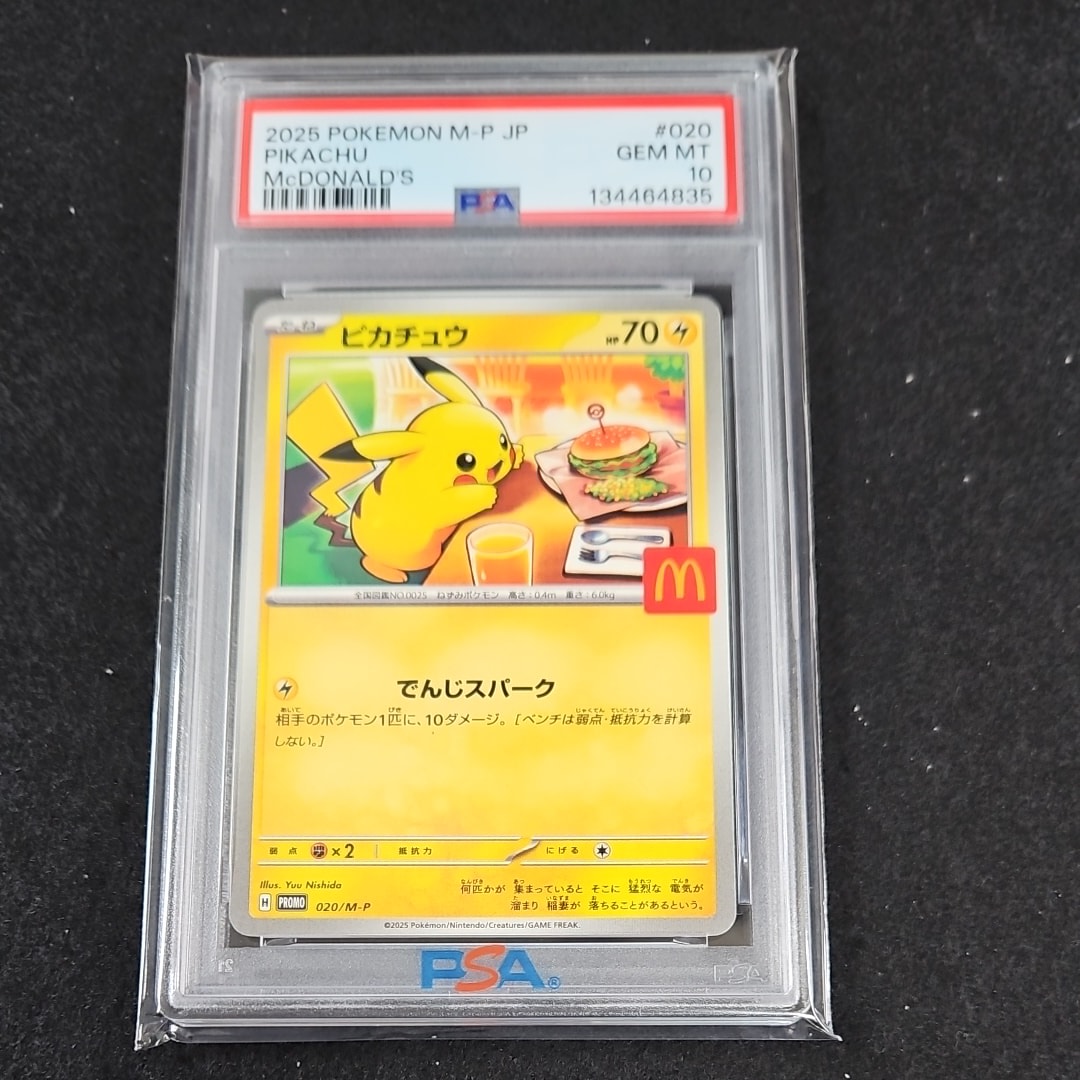 2025 POKEMON M-P JP
#020
PIKACHU
GEM MT
McDONALD'S
10
PSA
134464835
たね
ピカチュウ
HP70
全国図鑑NO.0025 ねずみポケモン 高さ:0.4m 重さ:6.0kg
でんじスパーク
相手のポケモン1匹に、10ダメージ。[ベンチは弱点・抵抗力を計算
しない。]
弱点 ×2 抵抗力 にげる
Illus. Yuu Nishida
何匹かが 集まっていると そこに 猛烈な 電気が
溜まり 稲妻が 落ちることがあるという。
H PROMO 020/M-P
©2025 Pokémon/Nintendo/Creatures/GAME FREAK.
PSA®
PSA